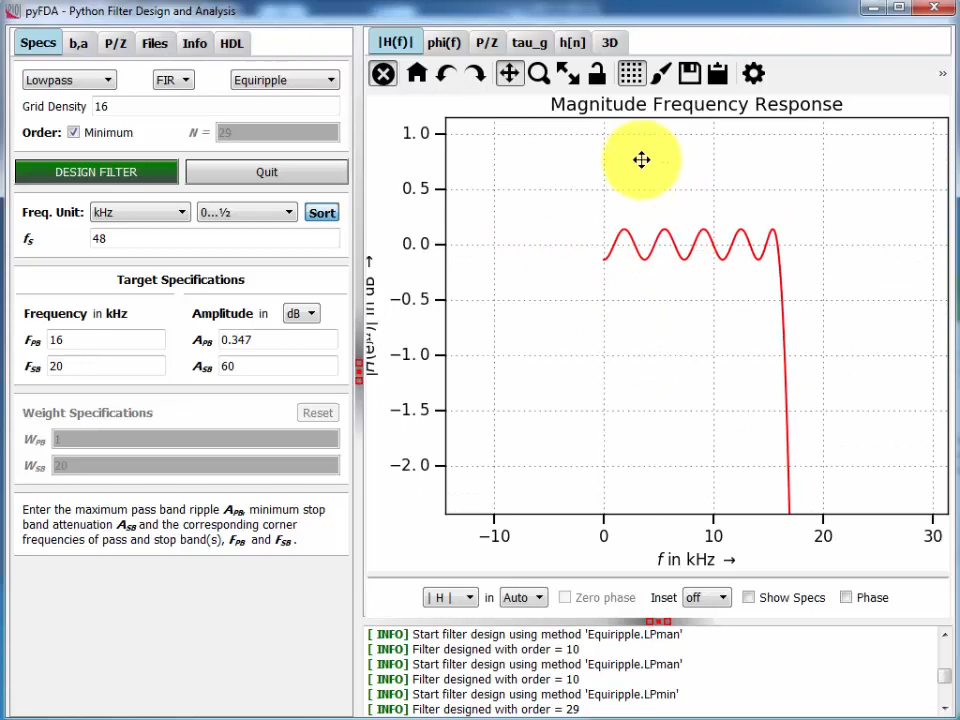 pyFDA - Python Filter Design and Analysis
Specs b,a P/Z Files Info HDL
Lowpass FIR Equiripple
Grid Density 16
Order: Minimum N = 29
DESIGN FILTER Quit
Freq. Unit: kHz 0...½ Sort
fS 48
Target Specifications
Frequency in kHz Amplitude in dB
FPB 16 APB 0.347
FSB 20 ASB 60
Weight Specifications Reset
WPB 1
WSB 20
Enter the maximum pass band ripple APB, minimum stop
band attenuation ASB and the corresponding corner
frequencies of pass and stop band(s), FPB and FSB.
|H(f)| phi(f) P/Z tau_g h[n] 3D
»
Magnitude Frequency Response
1.0
0.5
0.0
−0.5
−1.0
−1.5
−2.0
−10 0 10 20 30
f in kHz →
| H | in Auto Zero phase Inset off Show Specs Phase
[ INFO] Start filter design using method 'Equiripple.LPman'
[ INFO] Filter designed with order = 10
[ INFO] Start filter design using method 'Equiripple.LPman'
[ INFO] Filter designed with order = 10
[ INFO] Start filter design using method 'Equiripple.LPmin'
[ INFO] Filter designed with order = 29